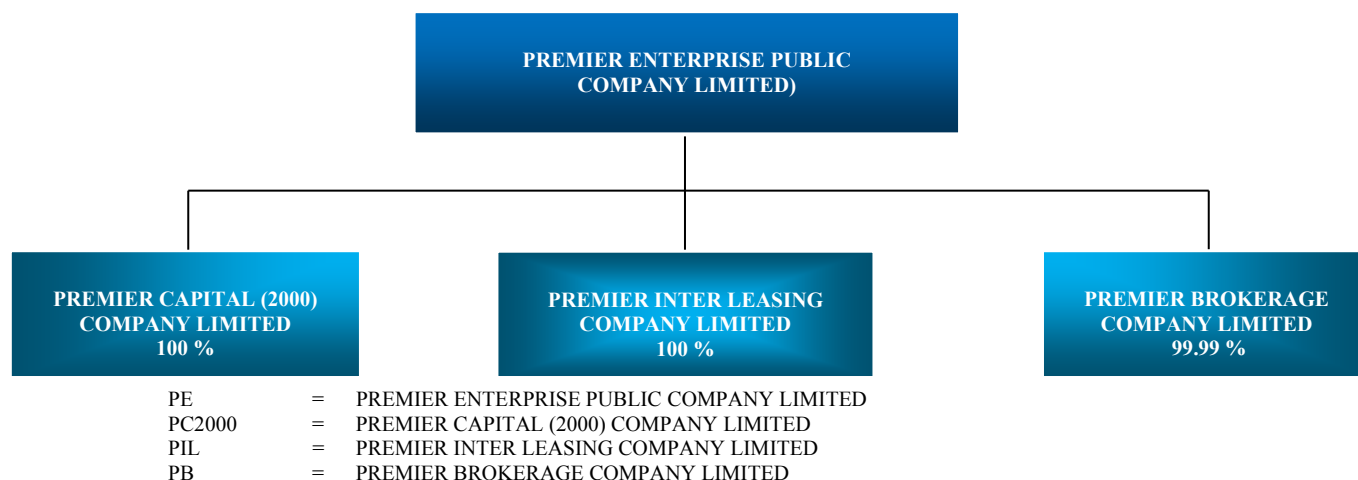 PREMIER ENTERPRISE PUBLIC
COMPANY LIMITED)
PREMIER CAPITAL (2000)
COMPANY LIMITED
100 %
PREMIER INTER LEASING
COMPANY LIMITED
100 %
PREMIER BROKERAGE
COMPANY LIMITED
99.99 %
PE = PREMIER ENTERPRISE PUBLIC COMPANY LIMITED
PC2000 = PREMIER CAPITAL (2000) COMPANY LIMITED
PIL = PREMIER INTER LEASING COMPANY LIMITED
PB = PREMIER BROKERAGE COMPANY LIMITED